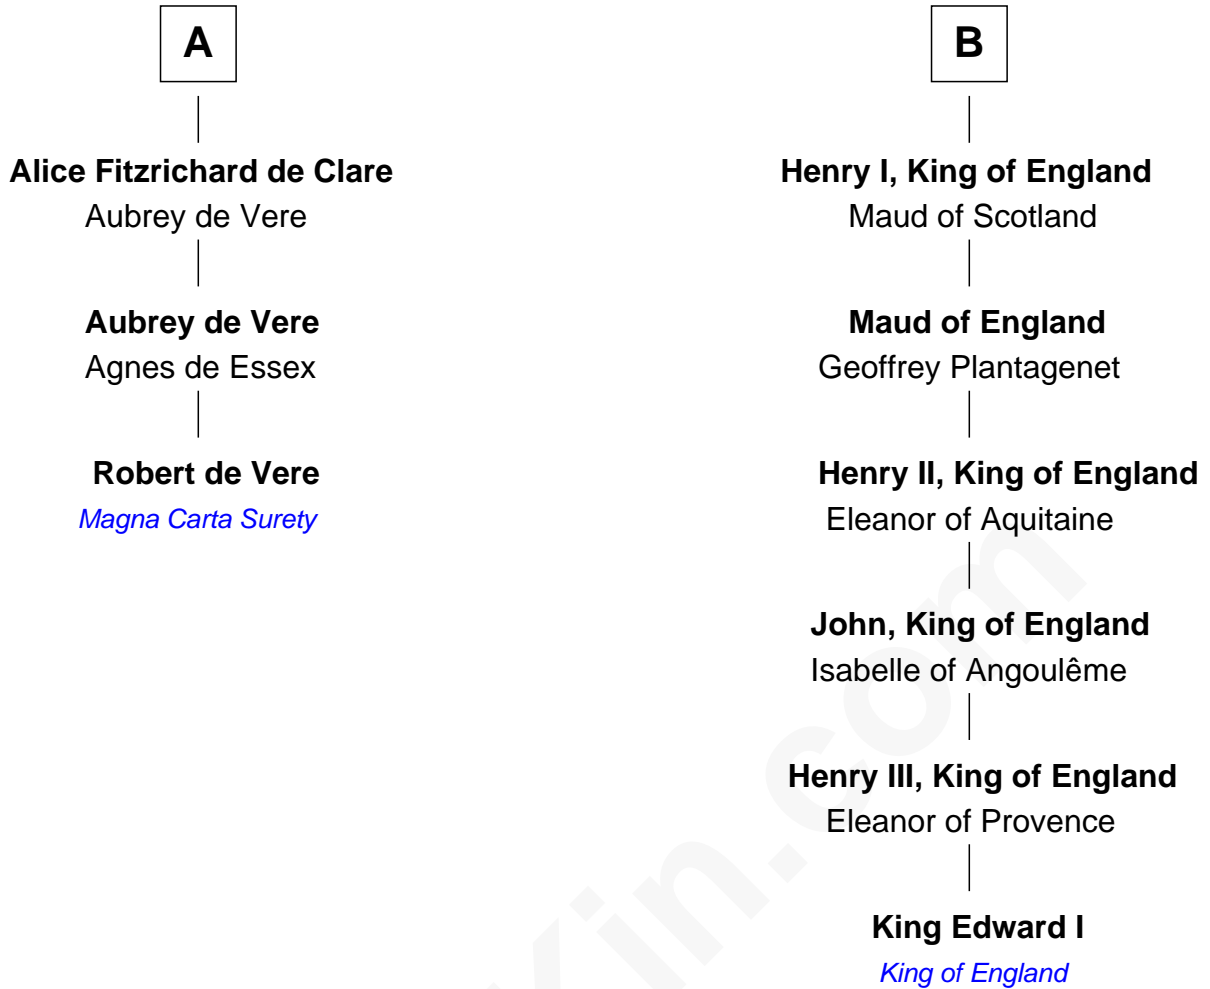 A
Alice Fitzrichard de Clare
Aubrey de Vere
Aubrey de Vere
Agnes de Essex
Robert de Vere
Magna Carta Surety
B
Henry I, King of England
Maud of Scotland
Maud of England
Geoffrey Plantagenet
Henry II, King of England
Eleanor of Aquitaine
John, King of England
Isabelle of Angoulême
Henry III, King of England
Eleanor of Provence
King Edward I
King of England
Kin.com